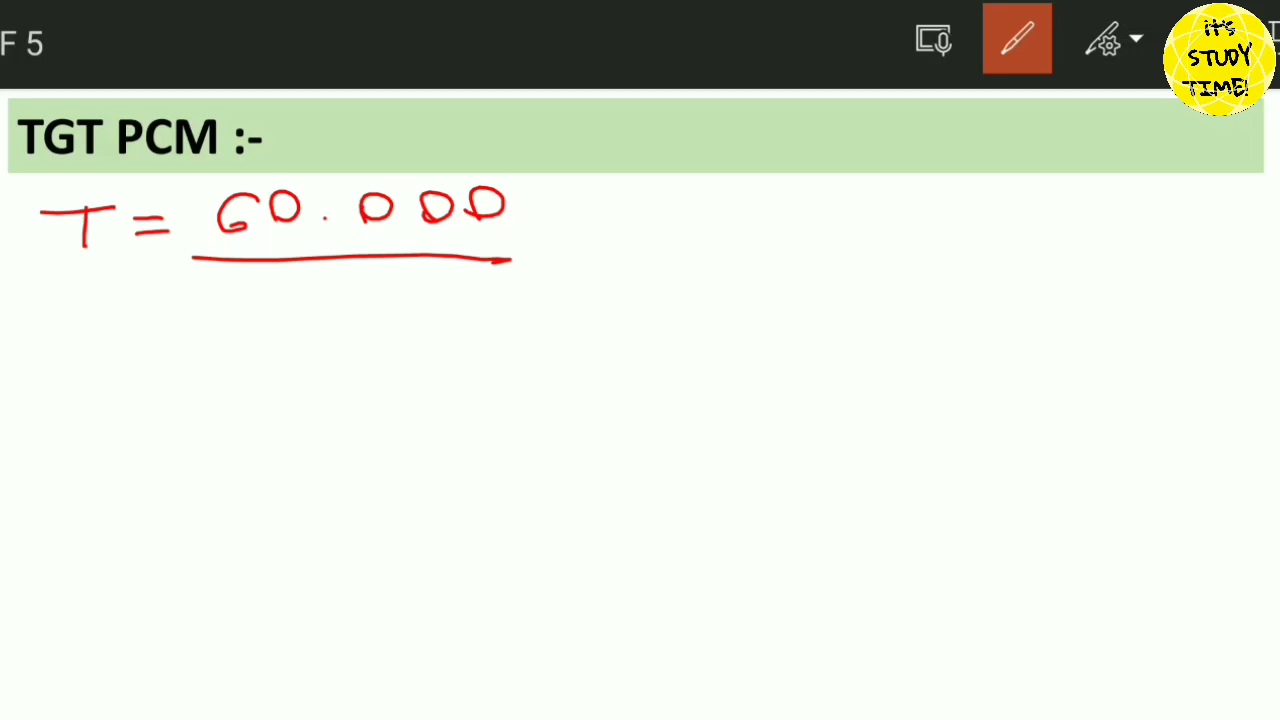 F 5
It's
STUDY
TIME!
TGT PCM :-
T = 60.000